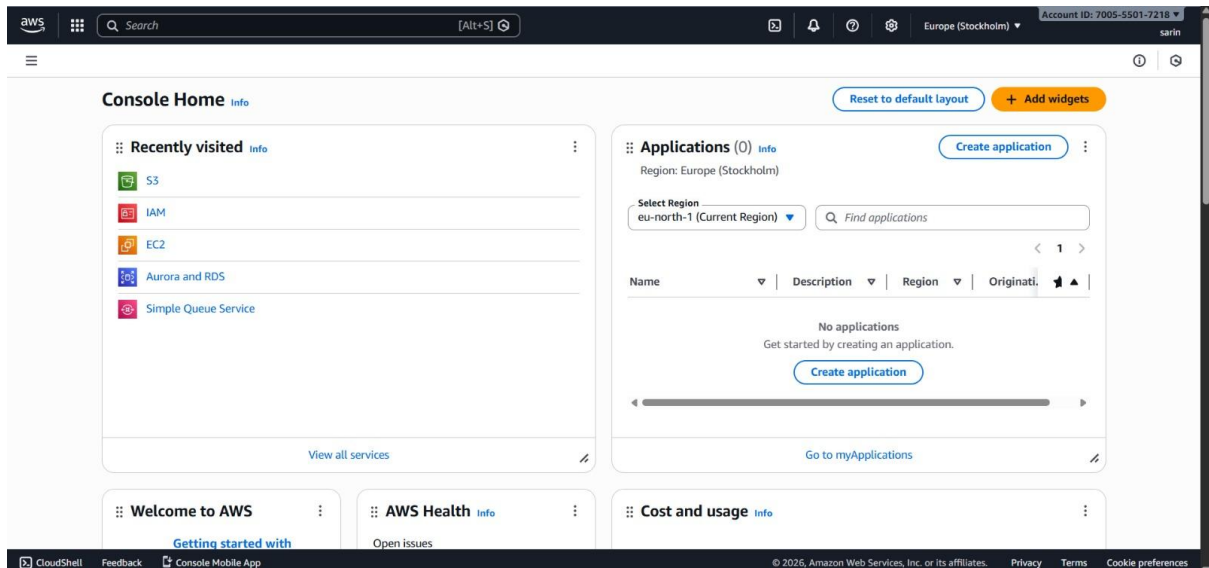 aws
Search [Alt+S]
Europe (Stockholm) ▼
Account ID: 7005-5501-7218 ▼
sarin
Console Home Info
Reset to default layout
+ Add widgets
Recently visited Info
S3
IAM
EC2
Aurora and RDS
Simple Queue Service
View all services
Applications (0) Info
Create application
Region: Europe (Stockholm)
Select Region
eu-north-1 (Current Region) ▼
Find applications
1
Name
Description
Region
Originati.
No applications
Get started by creating an application.
Create application
Go to myApplications
Welcome to AWS
Getting started with
AWS Health Info
Open issues
Cost and usage Info
CloudShell Feedback Console Mobile App
© 2026, Amazon Web Services, Inc. or its affiliates. Privacy Terms Cookie preferences